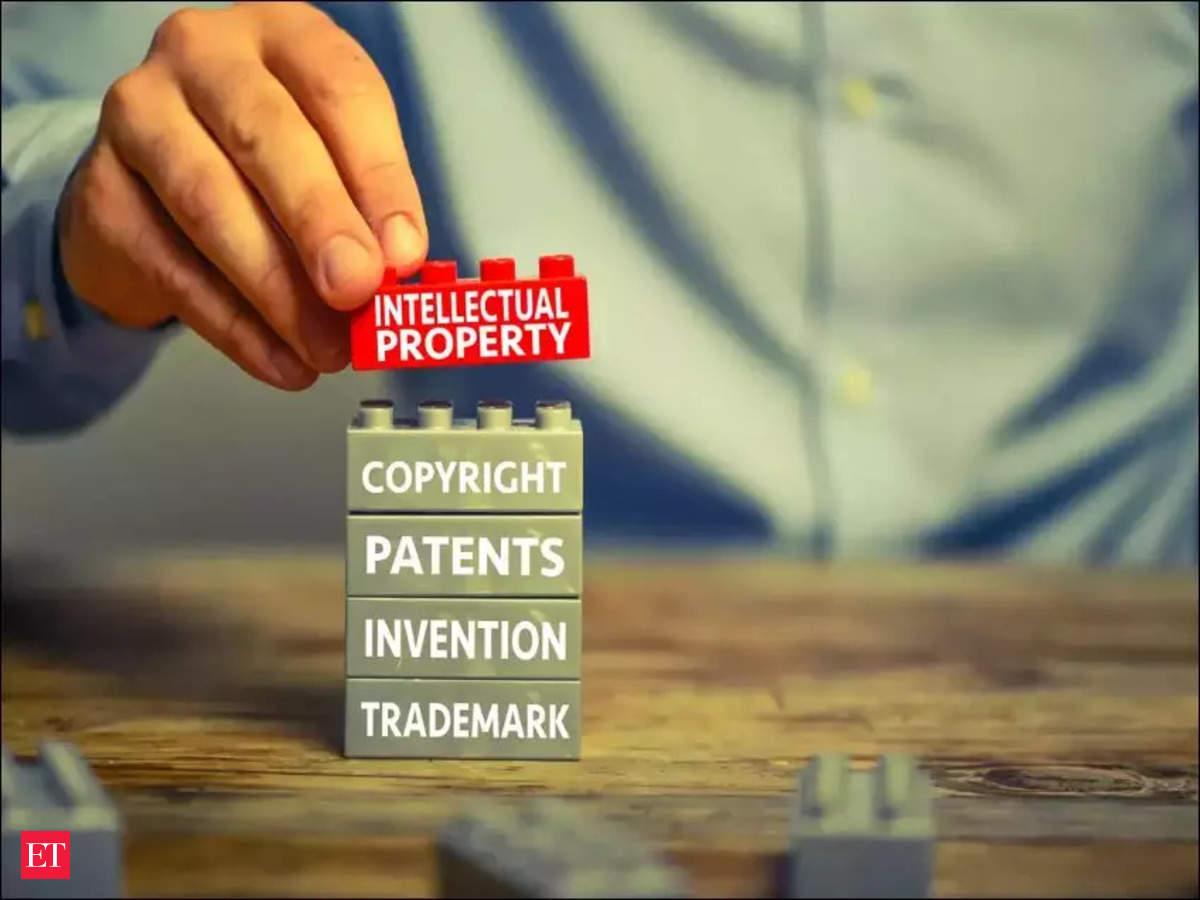 INTELLECTUAL
PROPERTY
COPYRIGHT
PATENTS
INVENTION
TRADEMARK
ET